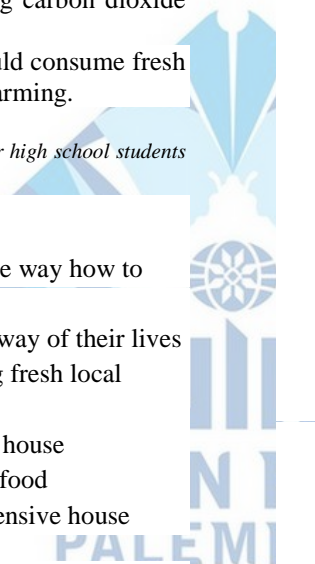 g carbon dioxide
uld consume fresh
arming.
r high school students
e way how to
way of their lives
g fresh local
house
food
ensive house
N
PALEM